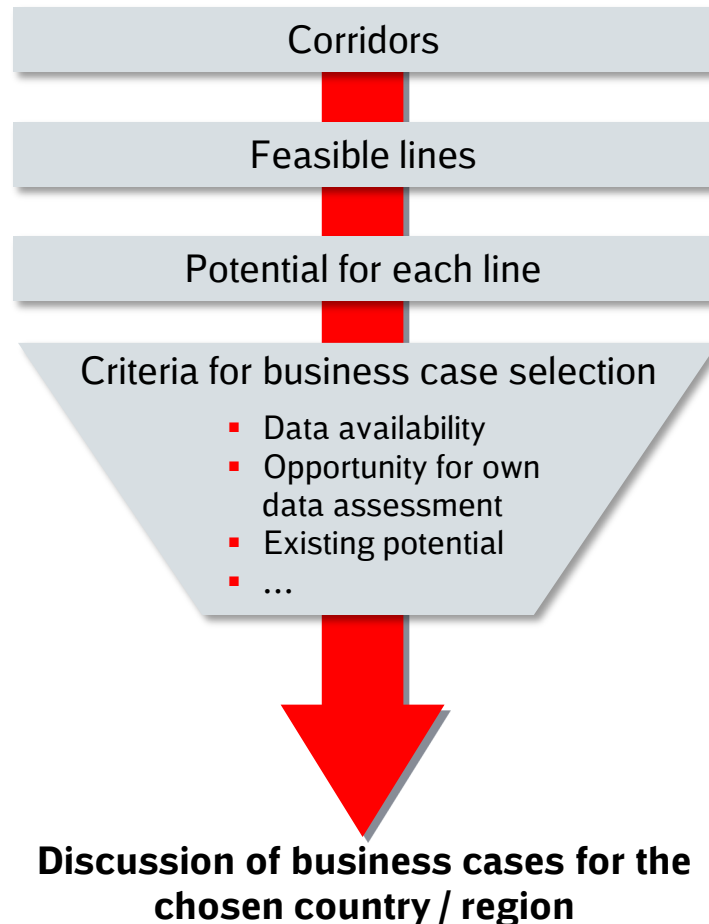 Corridors
Feasible lines
Potential for each line
Criteria for business case selection
▪ Data availability
▪ Opportunity for own
data assessment
▪ Existing potential
▪ ...
Discussion of business cases for the
chosen country / region